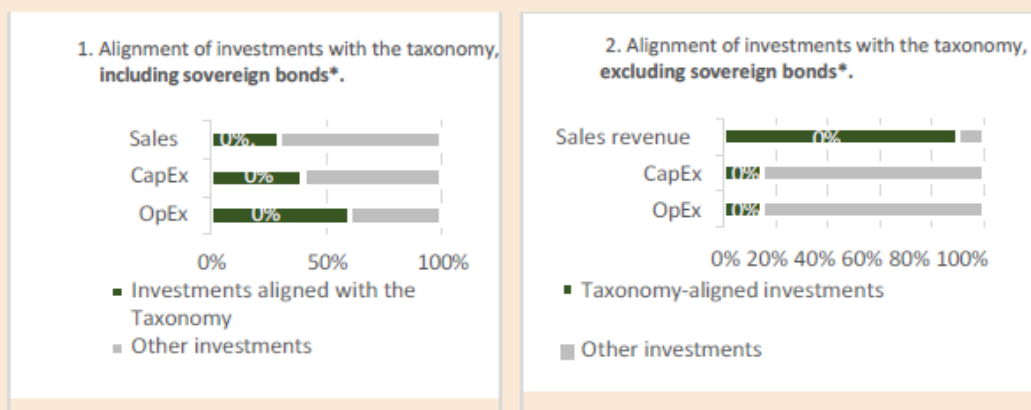 1. Alignment of investments with the taxonomy,
including sovereign bonds*.
Sales
0%.
CapEx
0%
OpEx
0%
0% 50% 100%
Investments aligned with the
Taxonomy
Other investments
2. Alignment of investments with the taxonomy,
excluding sovereign bonds*.
Sales revenue
0%
CapEx
0%
OpEx
0%
0% 20% 40% 60% 80% 100%
Taxonomy-aligned investments
Other investments